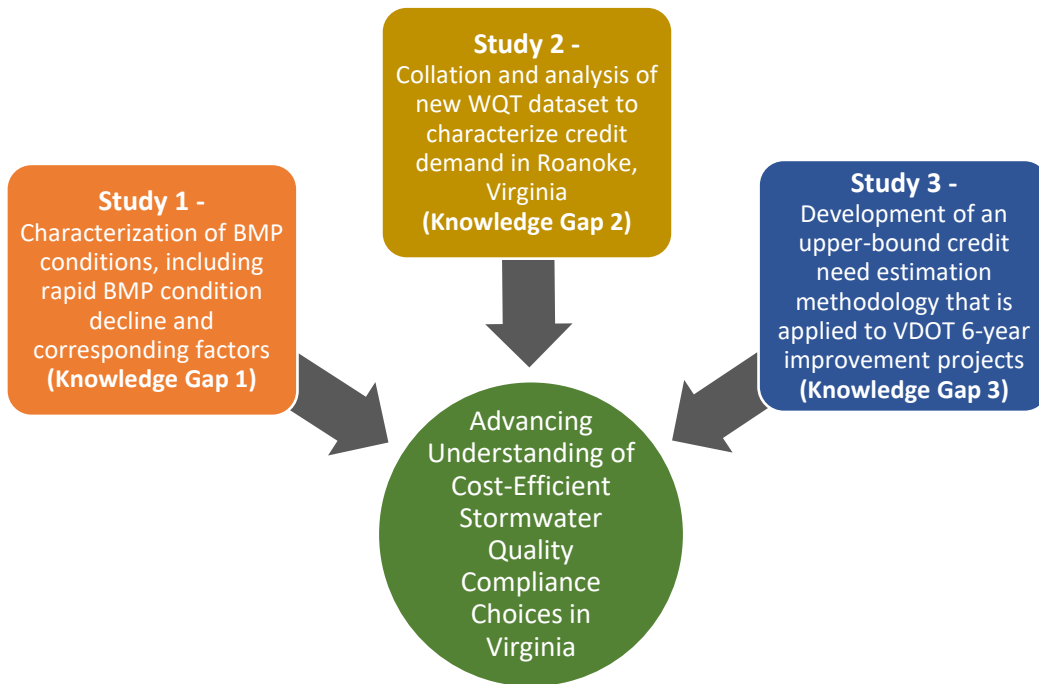 Study 1 -
Characterization of BMP
conditions, including
rapid BMP condition
decline and
corresponding factors
(Knowledge Gap 1)
Study 2 -
Collation and analysis of
new WQT dataset to
characterize credit
demand in Roanoke,
Virginia
(Knowledge Gap 2)
Study 3 -
Development of an
upper-bound credit
need estimation
methodology that is
applied to VDOT 6-year
improvement projects
(Knowledge Gap 3)
Advancing
Understanding of
Cost-Efficient
Stormwater
Quality
Compliance
Choices in
Virginia